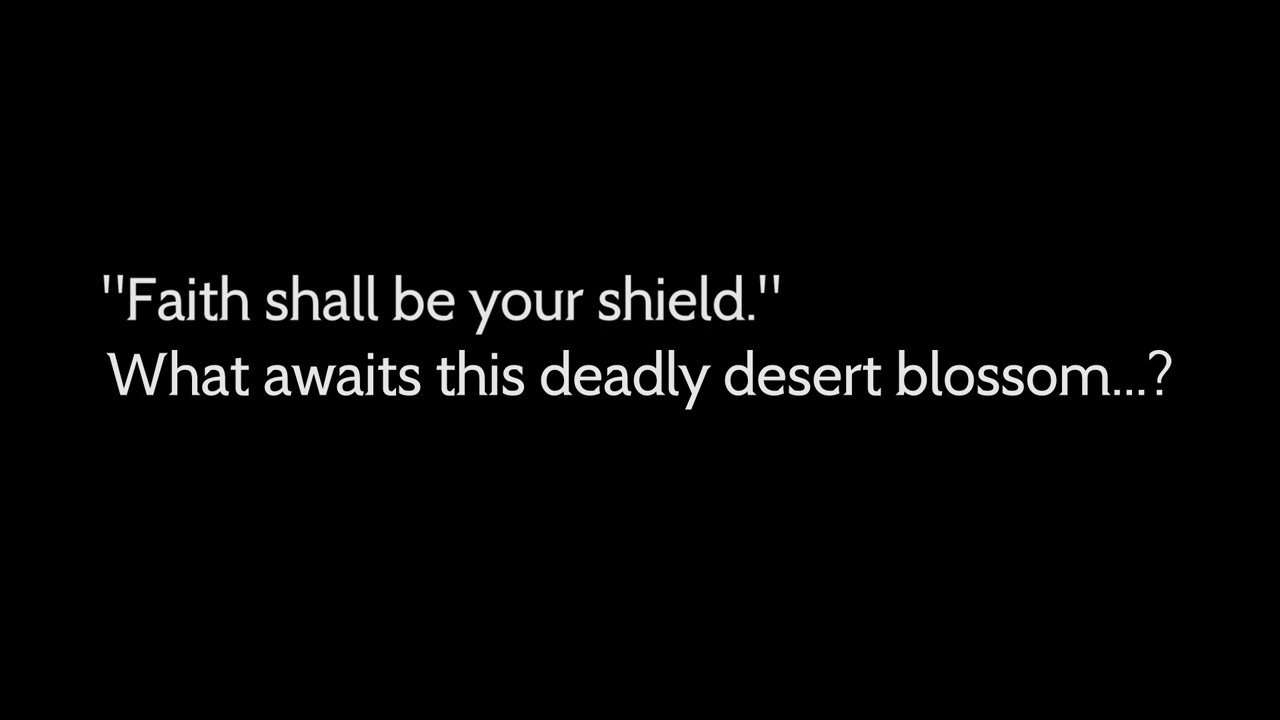 "Faith shall be your shield."
What awaits this deadly desert blossom...?